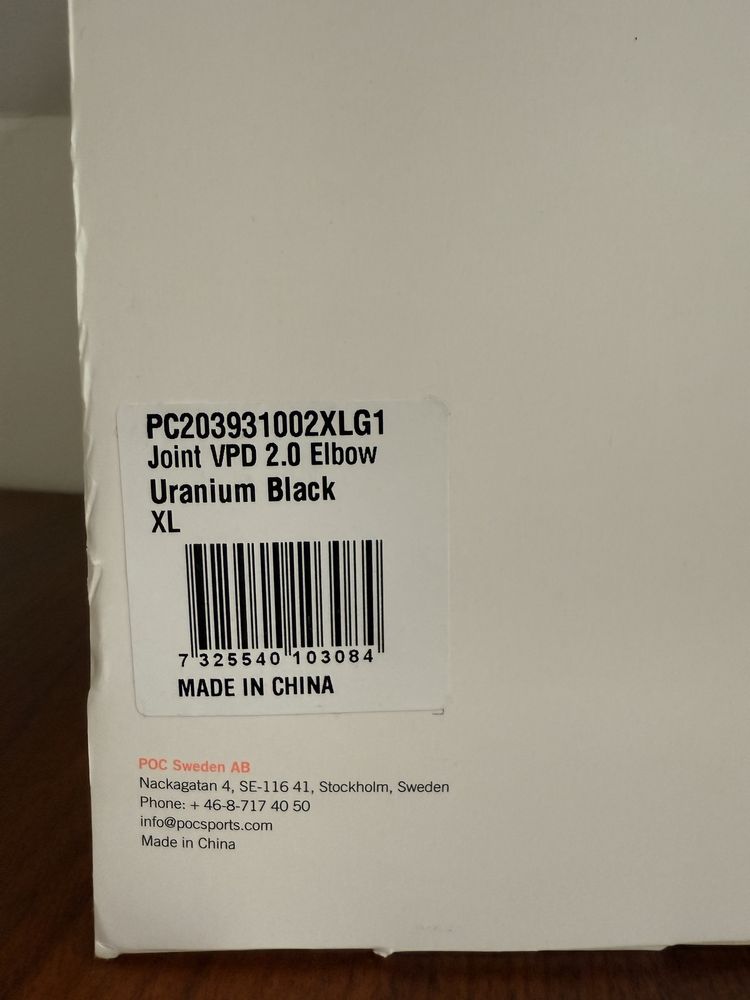 PC203931002XLG1
Joint VPD 2.0 Elbow
Uranium Black
XL
7 325540 103084
MADE IN CHINA
POC Sweden AB
Nackagatan 4, SE-116 41, Stockholm, Sweden
Phone: + 46-8-717 40 50
info@pocsports.com
Made in China